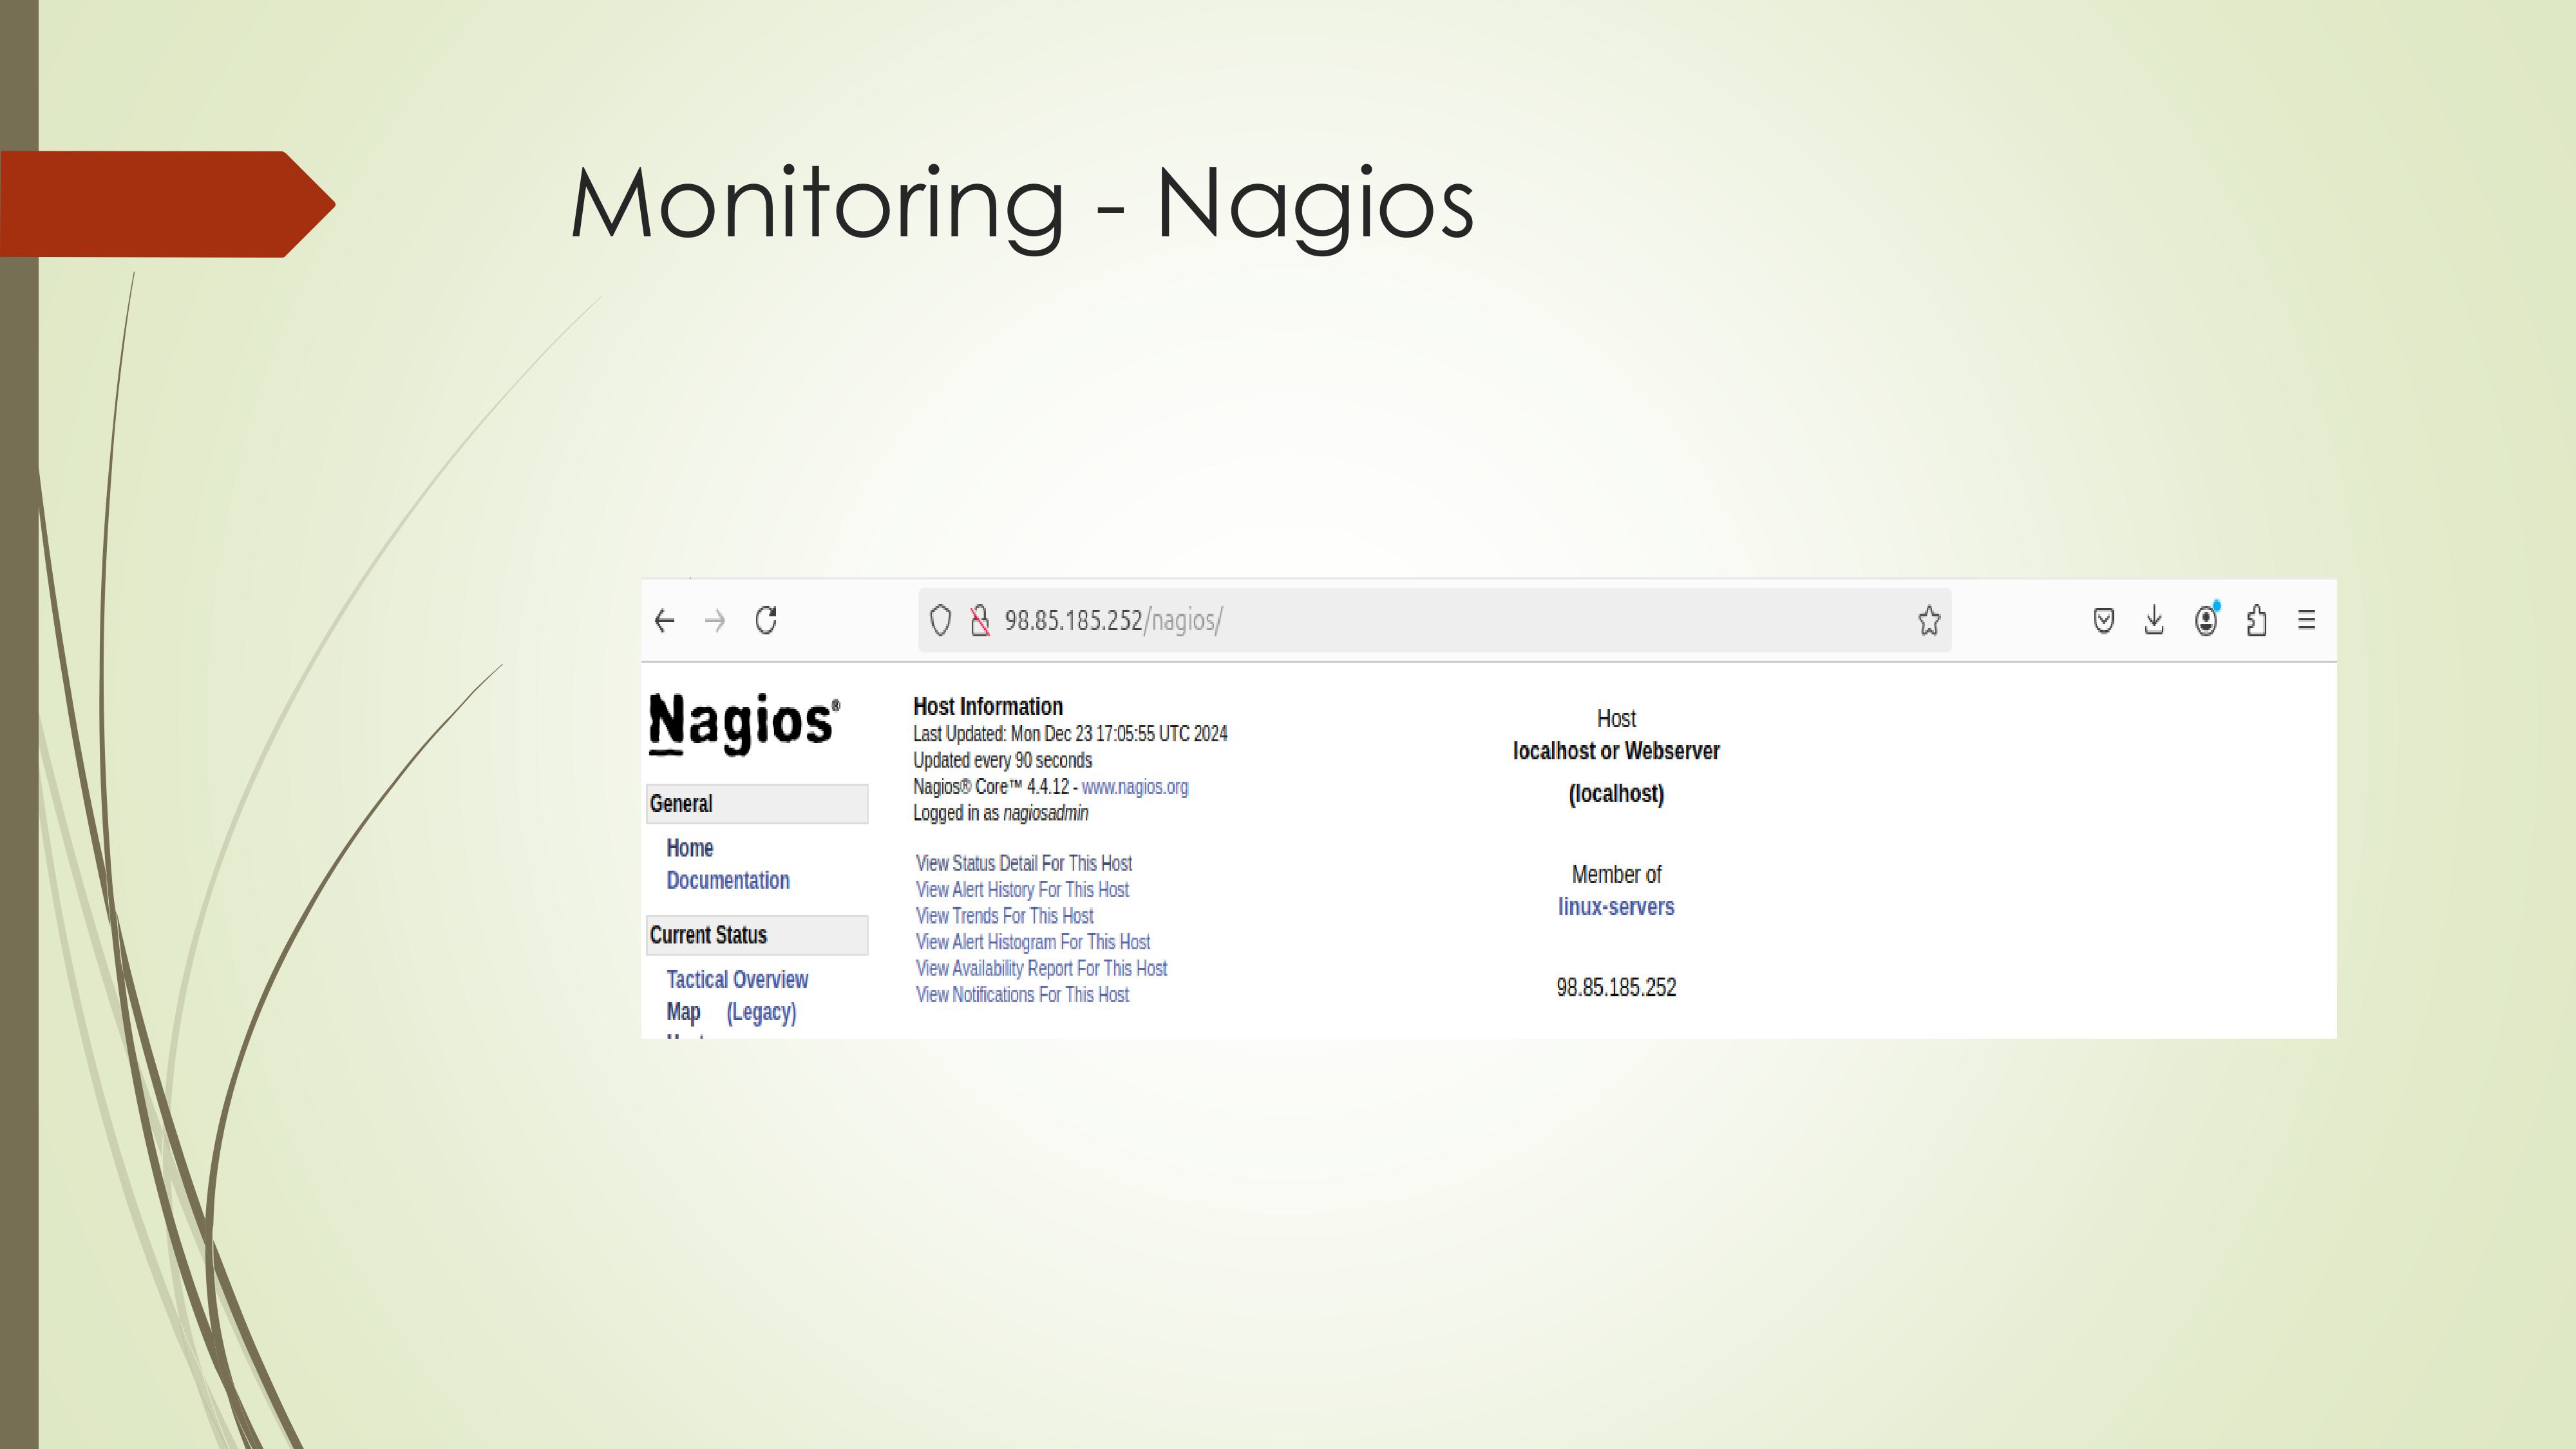 Monitoring - Nagios
98.85.185.252/nagios/
Nagios®
General
Home
Documentation
Current Status
Tactical Overview
Map (Legacy)
Host Information
Last Updated: Mon Dec 23 17:05:55 UTC 2024
Updated every 90 seconds
Nagios® Core™ 4.4.12 - www.nagios.org
Logged in as nagiosadmin
View Status Detail For This Host
View Alert History For This Host
View Trends For This Host
View Alert Histogram For This Host
View Availability Report For This Host
View Notifications For This Host
Host
localhost or Webserver
(localhost)
Member of
linux-servers
98.85.185.252